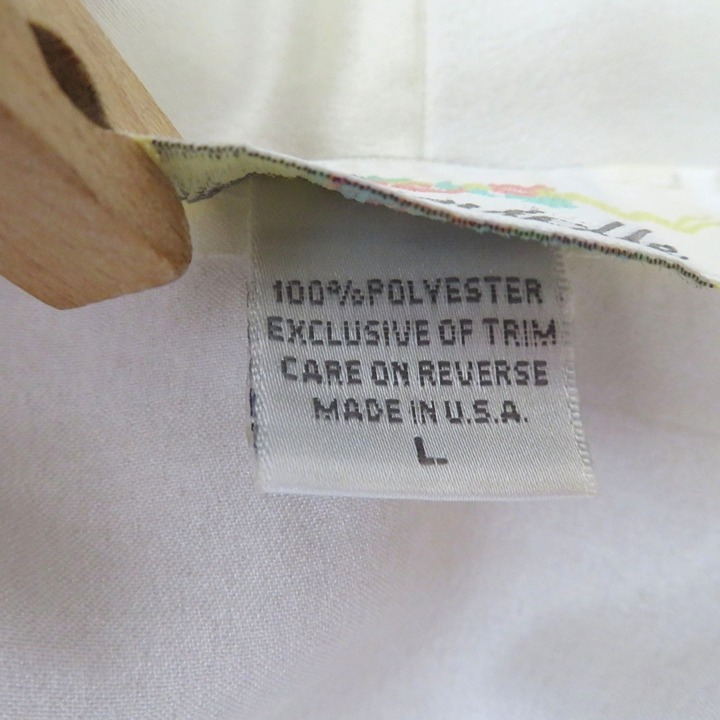 100% POLYESTER
EXCLUSIVE OF TRIM
CARE ON REVERSE
MADE IN U.S.A.
L